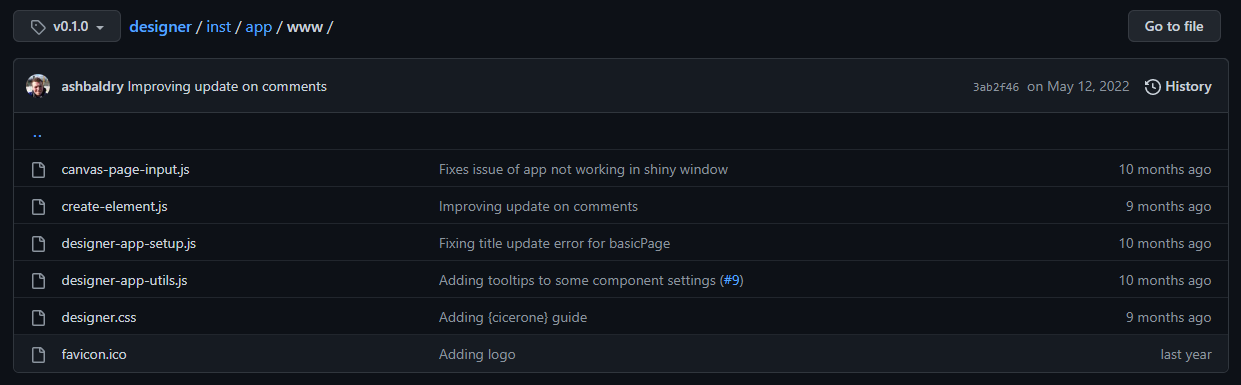 v0.1.0 designer / inst / app / www / Go to file
ashbaldry Improving update on comments 3ab2f46 on May 12, 2022 History
..
canvas-page-input.js Fixes issue of app not working in shiny window 10 months ago
create-element.js Improving update on comments 9 months ago
designer-app-setup.js Fixing title update error for basicPage 10 months ago
designer-app-utils.js Adding tooltips to some component settings (#9) 10 months ago
designer.css Adding {cicerone} guide 9 months ago
favicon.ico Adding logo last year